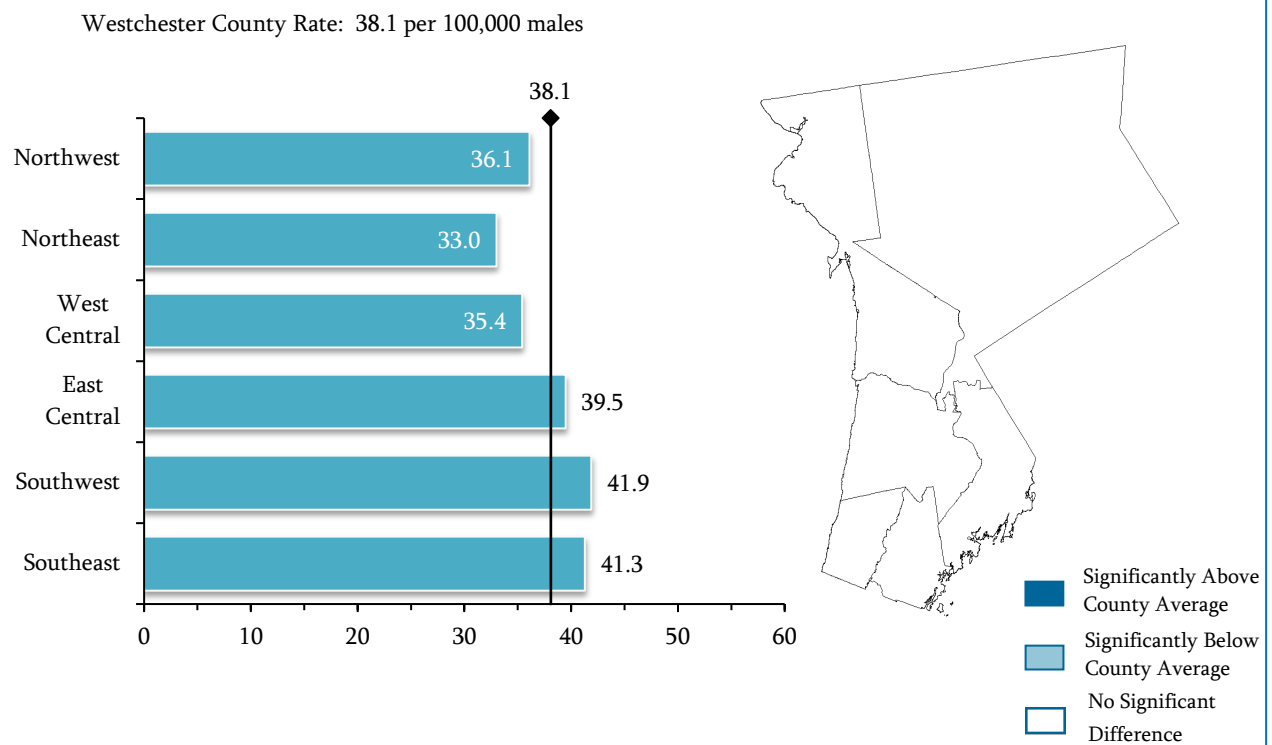 Westchester County Rate: 38.1 per 100,000 males
38.1
Northwest
36.1
Northeast
33.0
West
Central
35.4
East
Central
39.5
Southwest
41.9
Southeast
41.3
0 10 20 30 40 50 60
Significantly Above
County Average
Significantly Below
County Average
No Significant
Difference